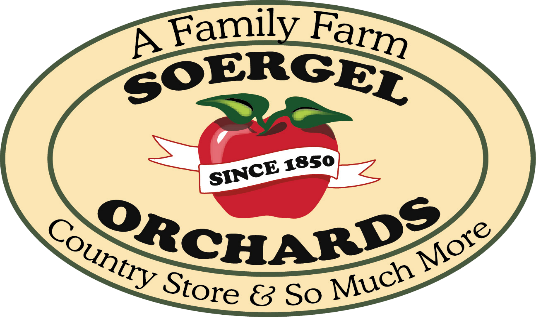 A Family Farm
SOERGEL
SINCE 1850
ORCHARDS
Country Store & So Much More